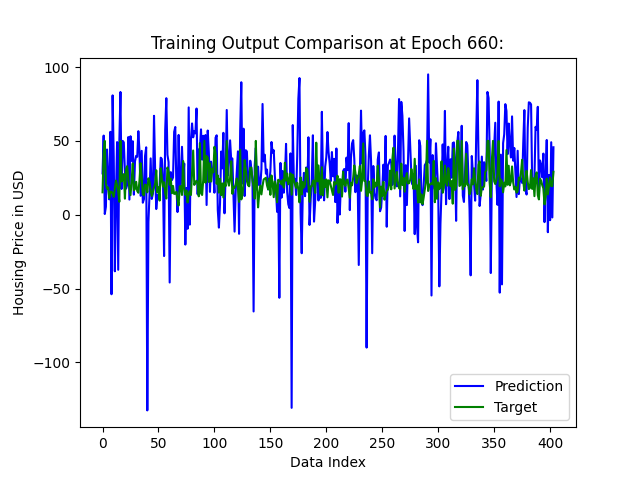 Training Output Comparison at Epoch 660:
Housing Price in USD
100
50
0
−50
−100
0 50 100 150 200 250 300 350 400
Data Index
Prediction
Target